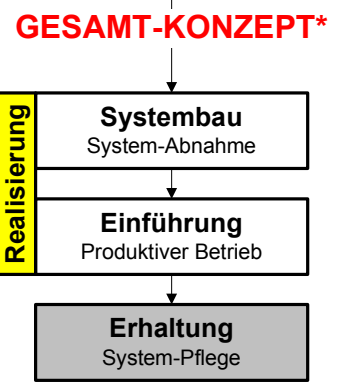 GESAMT-KONZEPT*
Realisierung
Systembau
System-Abnahme
Einführung
Produktiver Betrieb
Erhaltung
System-Pflege